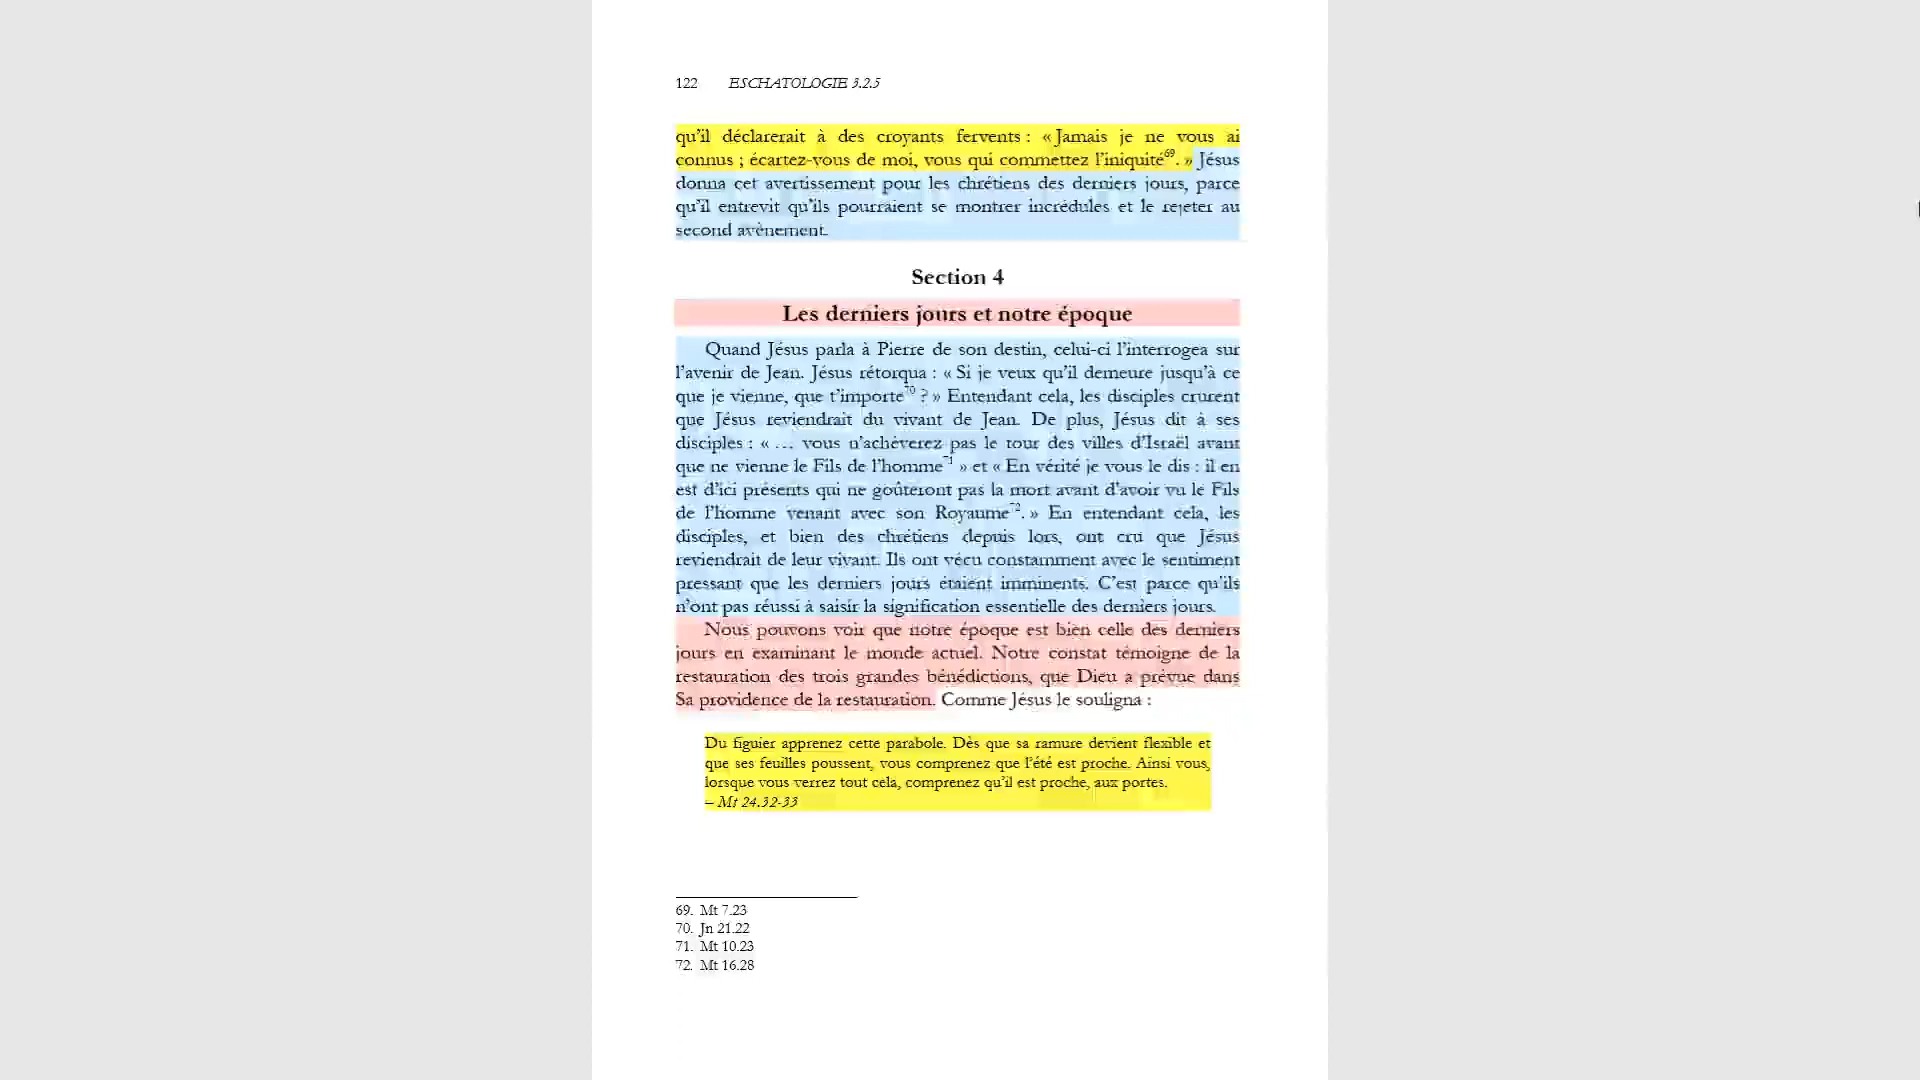 122 ESCHATOLOGIE 3.2.5
qu'il déclarerait à des croyants fervents : « Jamais je ne vous ai
connus ; écartez-vous de moi, vous qui commettez l'iniquité69. » Jésus
donna cet avertissement pour les chrétiens des derniers jours, parce
qu'il entrevit qu'ils pourraient se montrer incrédules et le rejeter au
second avènement.
Section 4
Les derniers jours et notre époque
Quand Jésus parla à Pierre de son destin, celui-ci l'interrogea sur
l'avenir de Jean. Jésus rétorqua : « Si je veux qu'il demeure jusqu'à ce
que je vienne, que t'importe70 ? » Entendant cela, les disciples crurent
que Jésus reviendrait du vivant de Jean. De plus, Jésus dit à ses
disciples : « … vous n'achèverez pas le tour des villes d'Israël avant
que ne vienne le Fils de l'homme71 » et « En vérité je vous le dis : il en
est d'ici présents qui ne goûteront pas la mort avant d'avoir vu le Fils
de l'homme venant avec son Royaume72. » En entendant cela, les
disciples, et bien des chrétiens depuis lors, ont cru que Jésus
reviendrait de leur vivant. Ils ont vécu constamment avec le sentiment
pressant que les derniers jours étaient imminents. C'est parce qu'ils
n'ont pas réussi à saisir la signification essentielle des derniers jours.
Nous pouvons voir que notre époque est bien celle des derniers
jours en examinant le monde actuel. Notre constat témoigne de la
restauration des trois grandes bénédictions, que Dieu a prévue dans
Sa providence de la restauration. Comme Jésus le souligna :
Du figuier apprenez cette parabole. Dès que sa ramure devient flexible et
que ses feuilles poussent, vous comprenez que l'été est proche. Ainsi vous,
lorsque vous verrez tout cela, comprenez qu'il est proche, aux portes.
– Mt 24.32-33
69. Mt 7.23
70. Jn 21.22
71. Mt 10.23
72. Mt 16.28